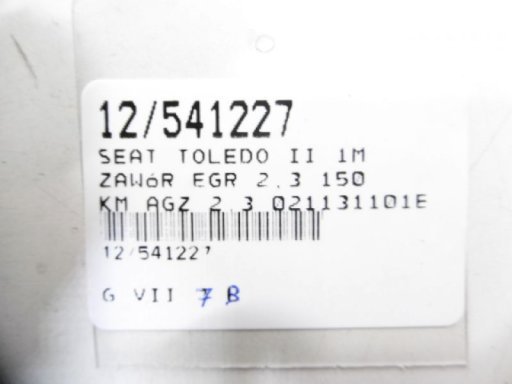 12/541227
SEAT TOLEDO II 1M
ZAWóR EGR 2.3 150
KM AGZ 2 3 021131101E
12/541227
G VII 7 B